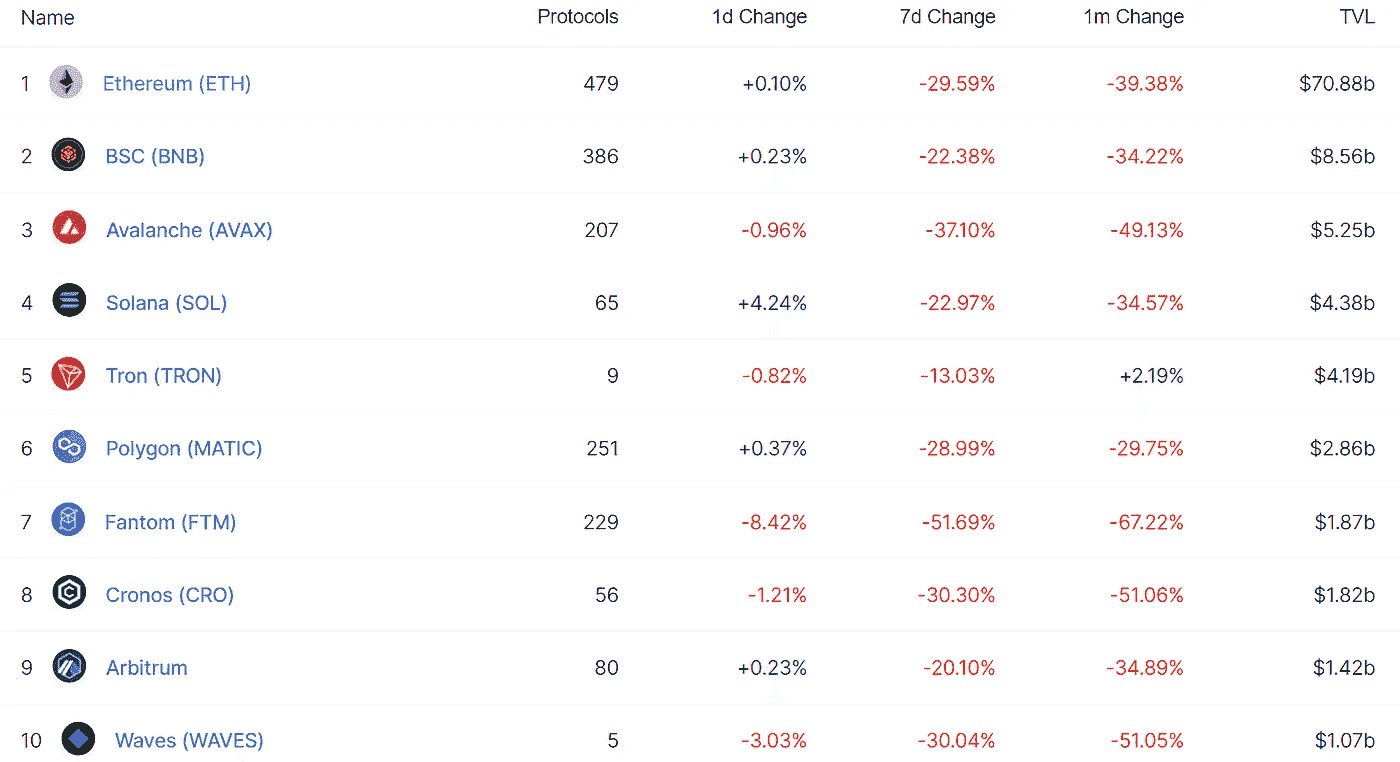 Name Protocols 1d Change 7d Change 1m Change TVL
1 Ethereum (ETH) 479 +0.10% -29.59% -39.38% $70.88b
2 BSC (BNB) 386 +0.23% -22.38% -34.22% $8.56b
3 Avalanche (AVAX) 207 -0.96% -37.10% -49.13% $5.25b
4 Solana (SOL) 65 +4.24% -22.97% -34.57% $4.38b
5 Tron (TRON) 9 -0.82% -13.03% +2.19% $4.19b
6 Polygon (MATIC) 251 +0.37% -28.99% -29.75% $2.86b
7 Fantom (FTM) 229 -8.42% -51.69% -67.22% $1.87b
8 Cronos (CRO) 56 -1.21% -30.30% -51.06% $1.82b
9 Arbitrum 80 +0.23% -20.10% -34.89% $1.42b
10 Waves (WAVES) 5 -3.03% -30.04% -51.05% $1.07b